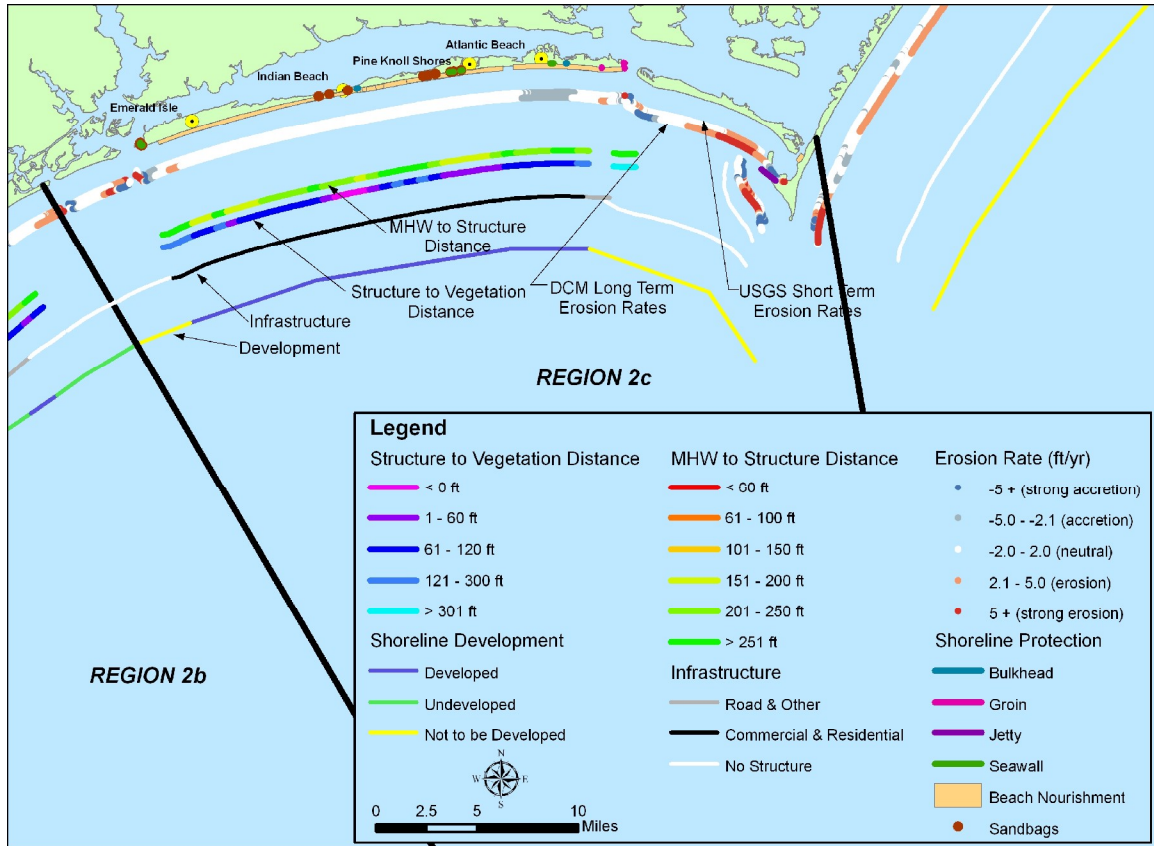 Atlantic Beach
Pine Knoll Shores
Indian Beach
Emerald Isle
MHW to Structure
Distance
Structure to Vegetation
Distance
DCM Long Term
Erosion Rates
USGS Short Term
Erosion Rates
Infrastructure
Development
REGION 2c
REGION 2b
Legend
Structure to Vegetation Distance
< 0 ft
1 - 60 ft
61 - 120 ft
121 - 300 ft
> 301 ft
Shoreline Development
Developed
Undeveloped
Not to be Developed
MHW to Structure Distance
< 60 ft
61 - 100 ft
101 - 150 ft
151 - 200 ft
201 - 250 ft
> 251 ft
Infrastructure
Road & Other
Commercial & Residential
No Structure
Erosion Rate (ft/yr)
-5 + (strong accretion)
-5.0 - -2.1 (accretion)
-2.0 - 2.0 (neutral)
2.1 - 5.0 (erosion)
5 + (strong erosion)
Shoreline Protection
Bulkhead
Groin
Jetty
Seawall
Beach Nourishment
Sandbags
N
W E
S
0 2.5 5 10
Miles